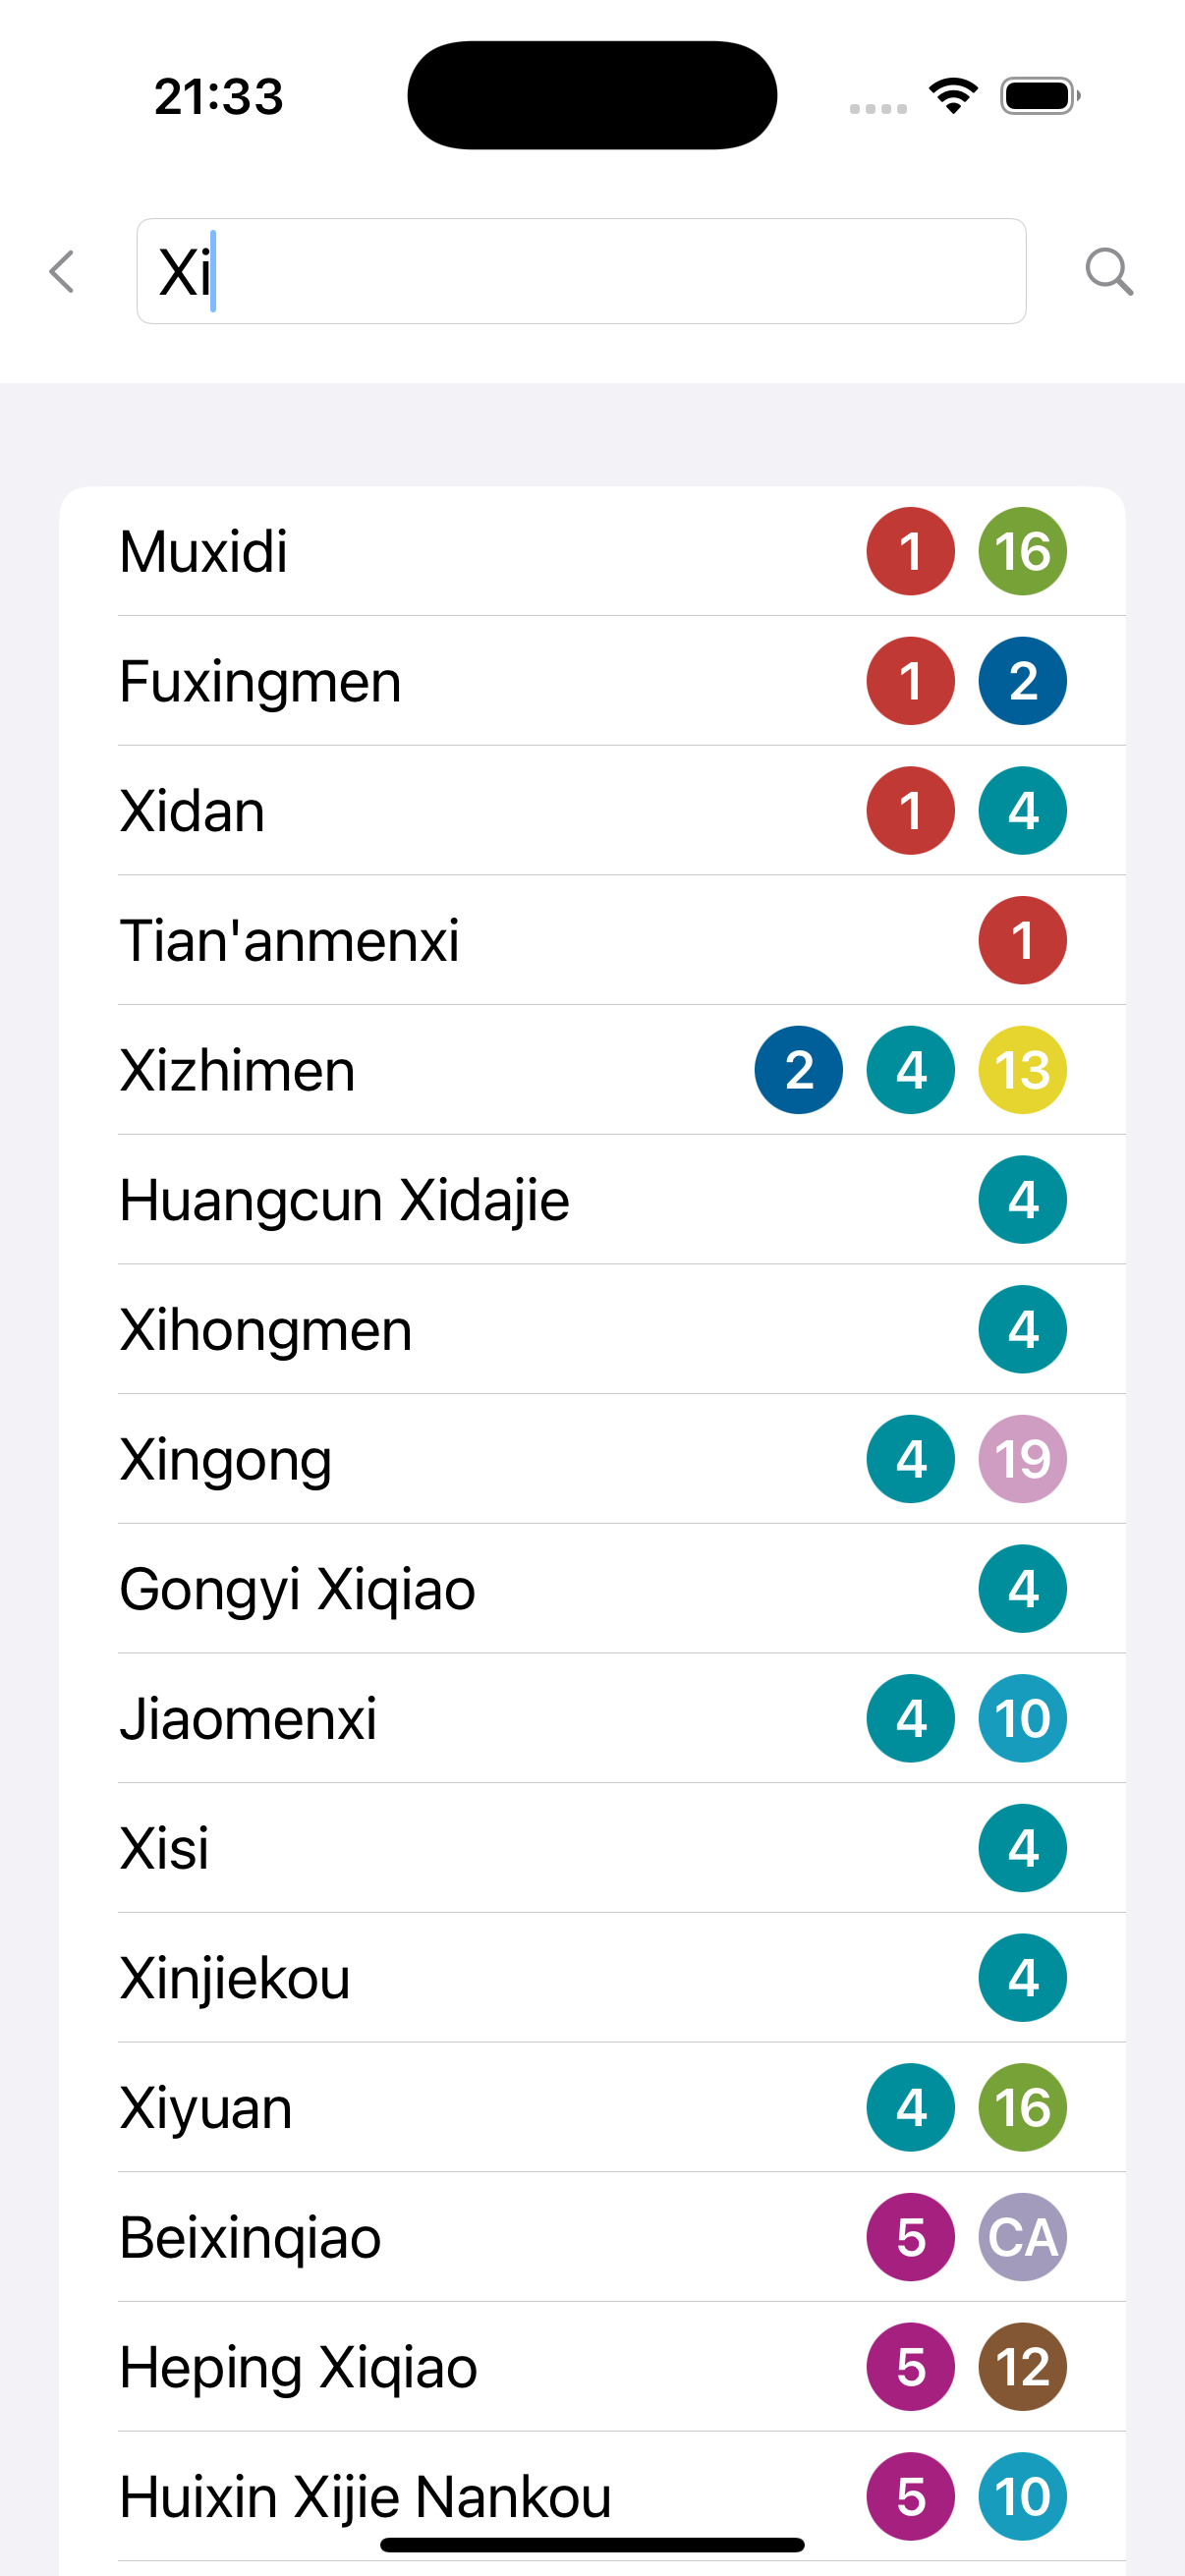 21:33
Xi
Muxidi 1 16
Fuxingmen 1 2
Xidan 1 4
Tian'anmenxi 1
Xizhimen 2 4 13
Huangcun Xidajie 4
Xihongmen 4
Xingong 4 19
Gongyi Xiqiao 4
Jiaomenxi 4 10
Xisi 4
Xinjiekou 4
Xiyuan 4 16
Beixinqiao 5 CA
Heping Xiqiao 5 12
Huixin Xijie Nankou 5 10